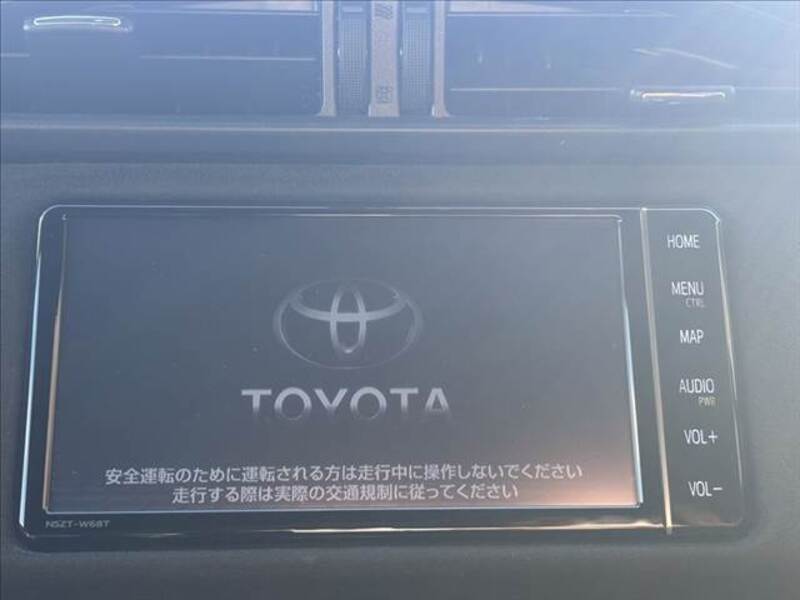 HOME
MENU
CTRL
MAP
AUDIO
PWR
VOL+
VOL-
TOYOTA
安全運転のために運転される方は走行中に操作しないでください
走行する際は実際の交通規制に従ってください
NSZT-W68T